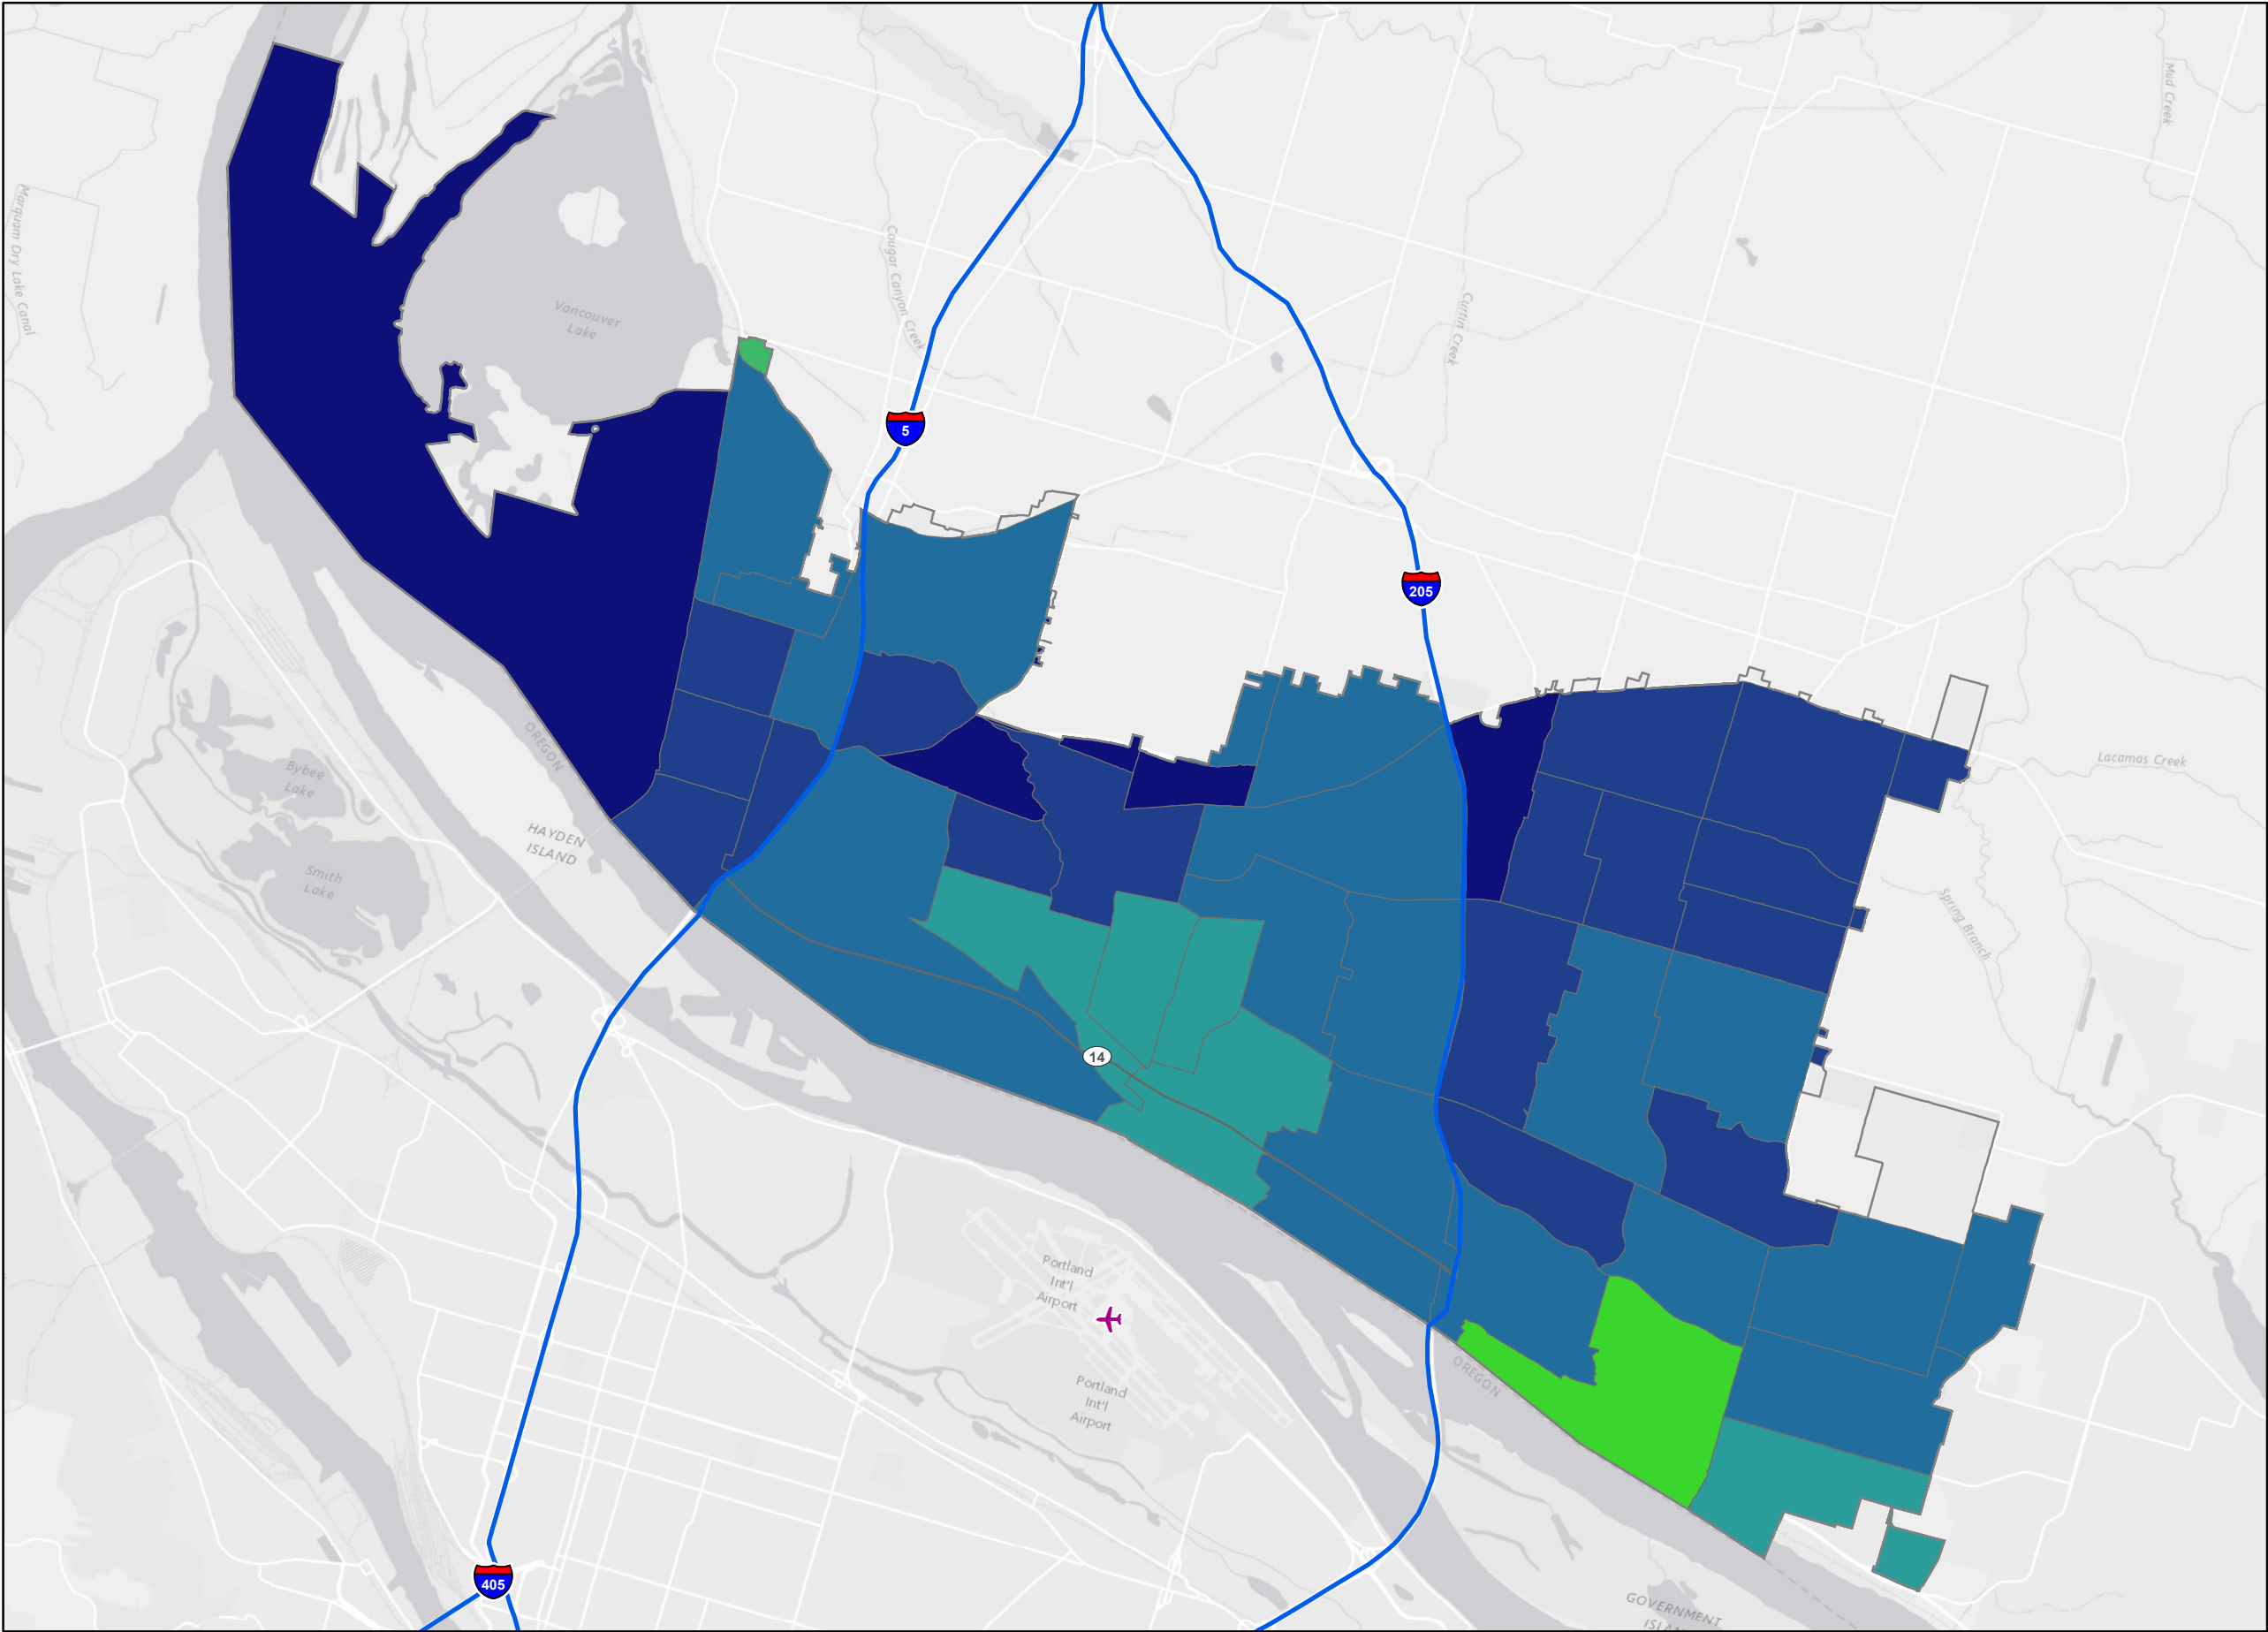 Mud Creek
Marquam Dry Lake Canal
Cougar Canyon Creek
Curtin Creek
Vancouver
Lake
5
205
OREGON
Bybee
Lake
Lacamas Creek
HAYDEN
ISLAND
Smith
Lake
Spring Branch
14
Portland
Int'l
Airport
OREGON
Portland
Int'l
Airport
405
GOVERNMENT